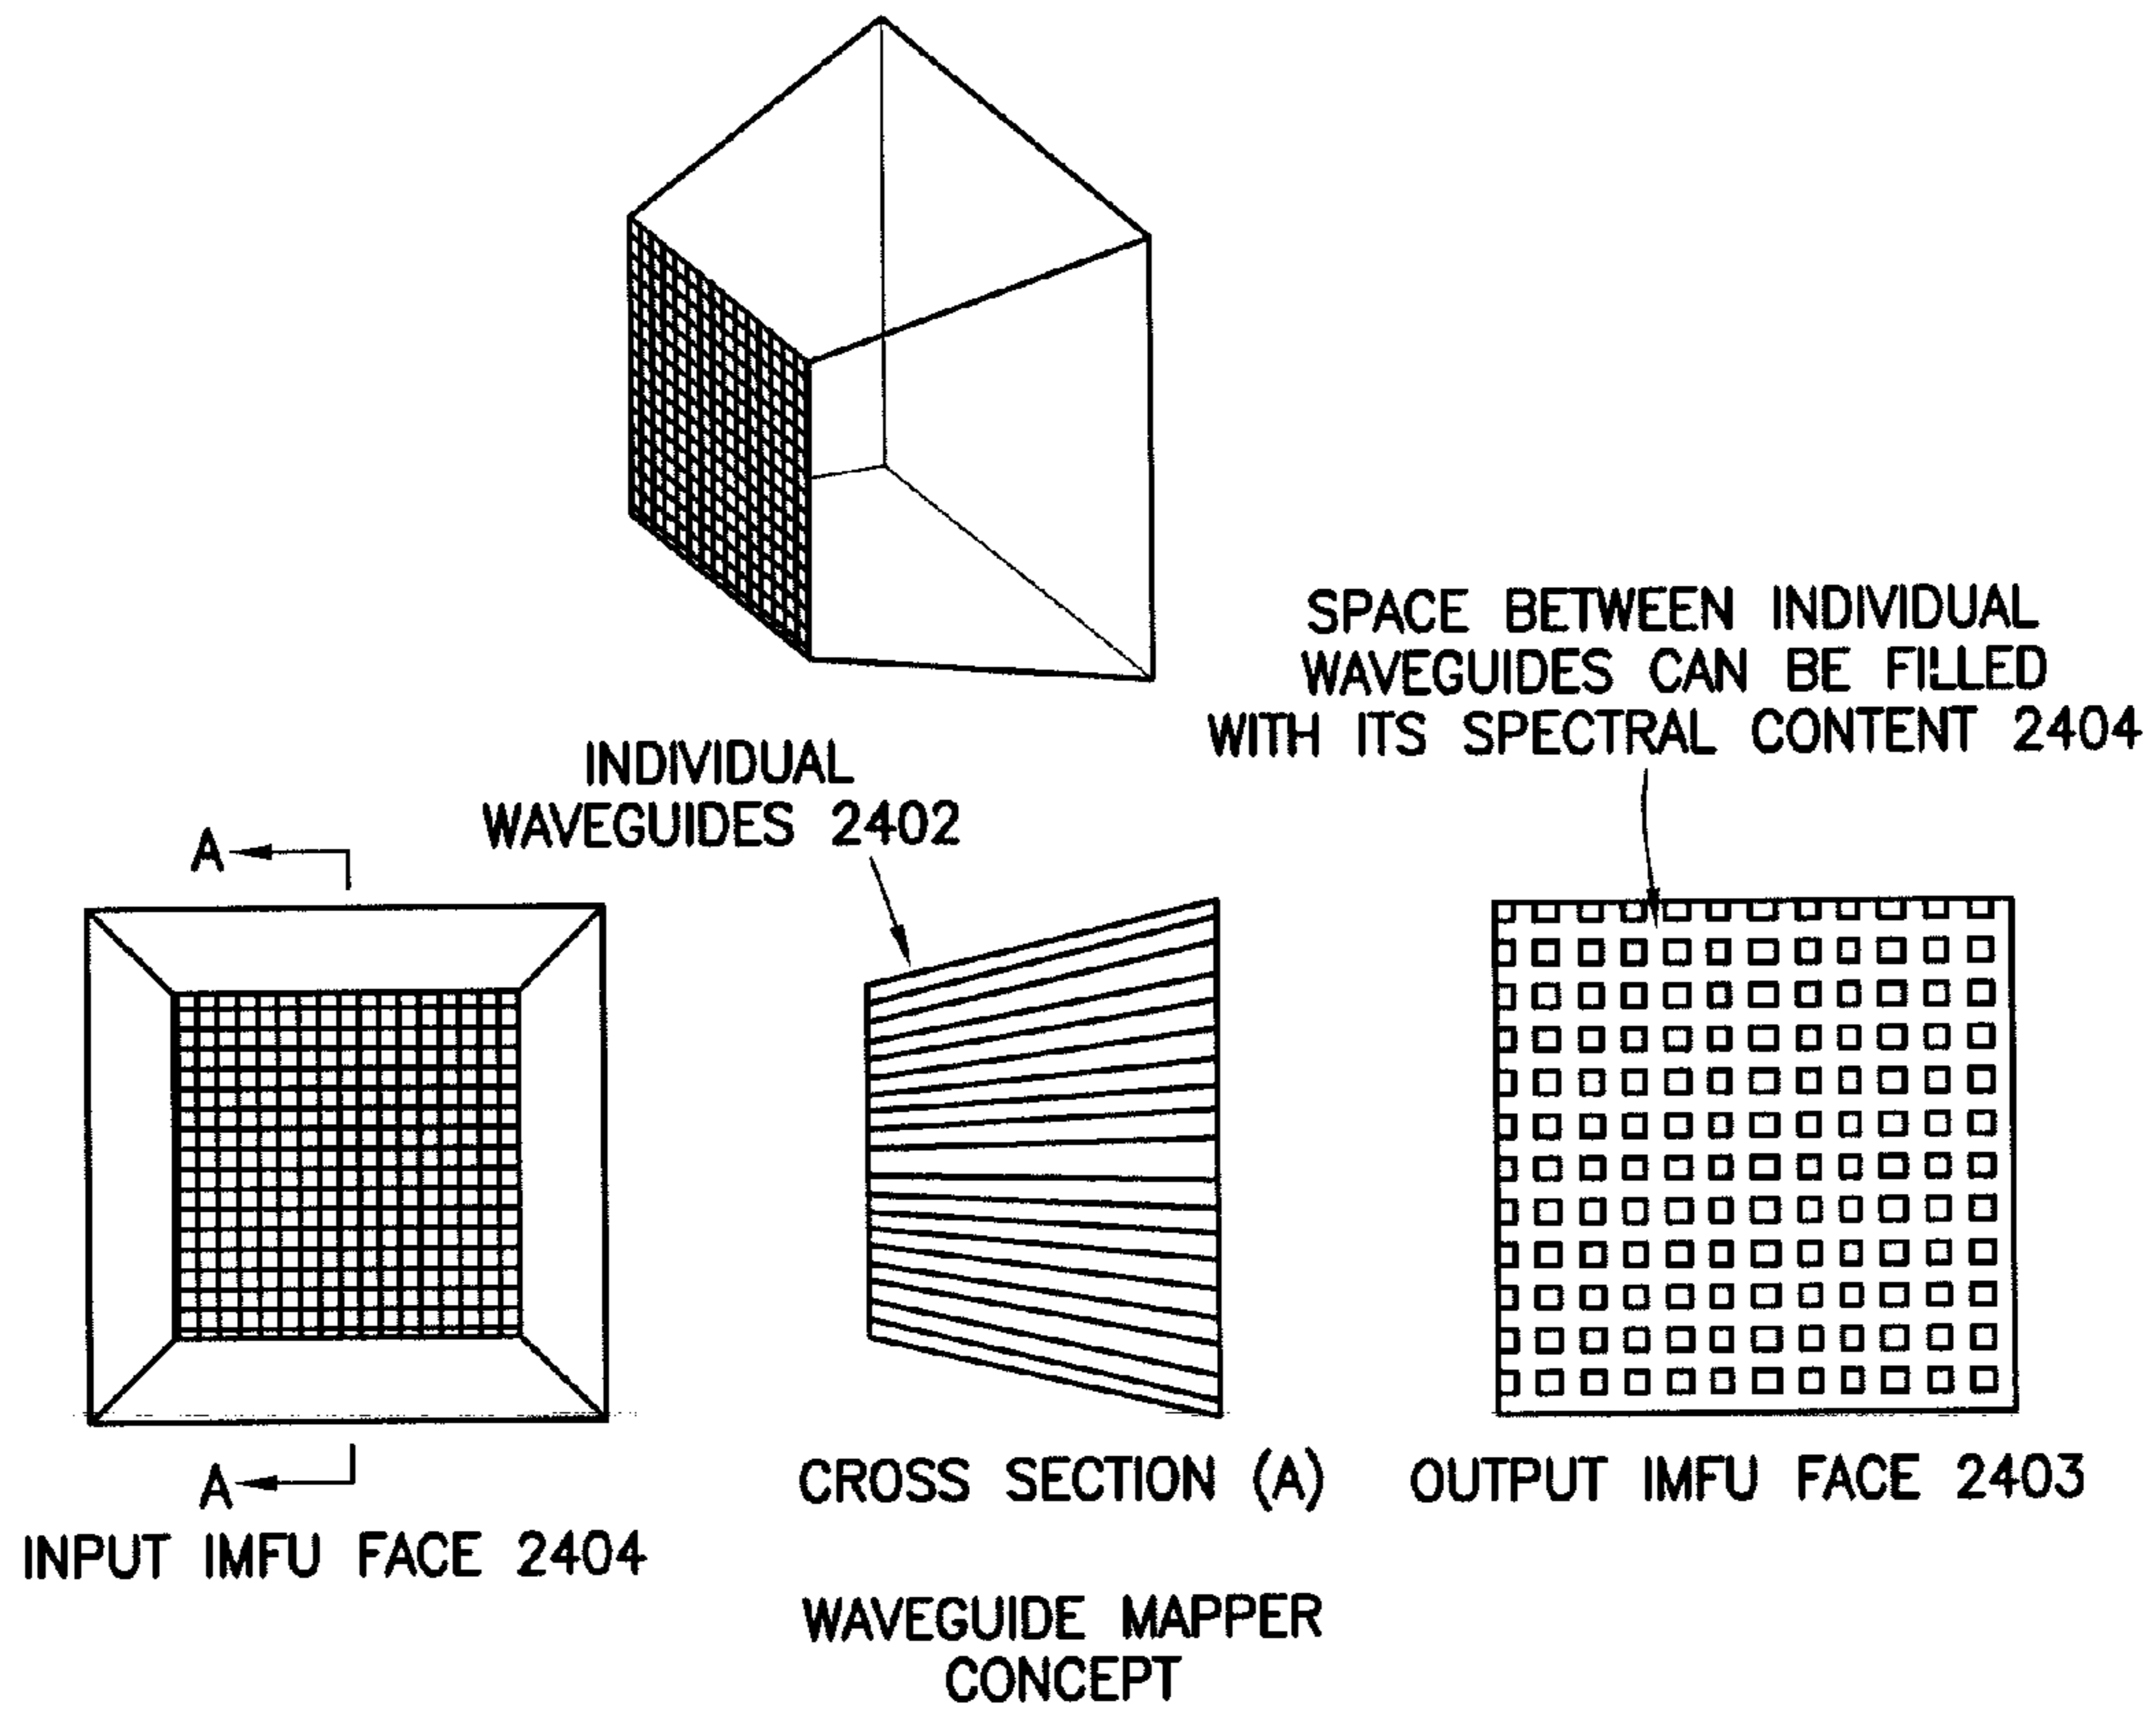 SPACE BETWEEN INDIVIDUAL
WAVEGUIDES CAN BE FILLED
WITH ITS SPECTRAL CONTENT 2404
INDIVIDUAL
WAVEGUIDES 2402
A
A
INPUT IMFU FACE 2404
CROSS SECTION (A)
OUTPUT IMFU FACE 2403
WAVEGUIDE MAPPER
CONCEPT